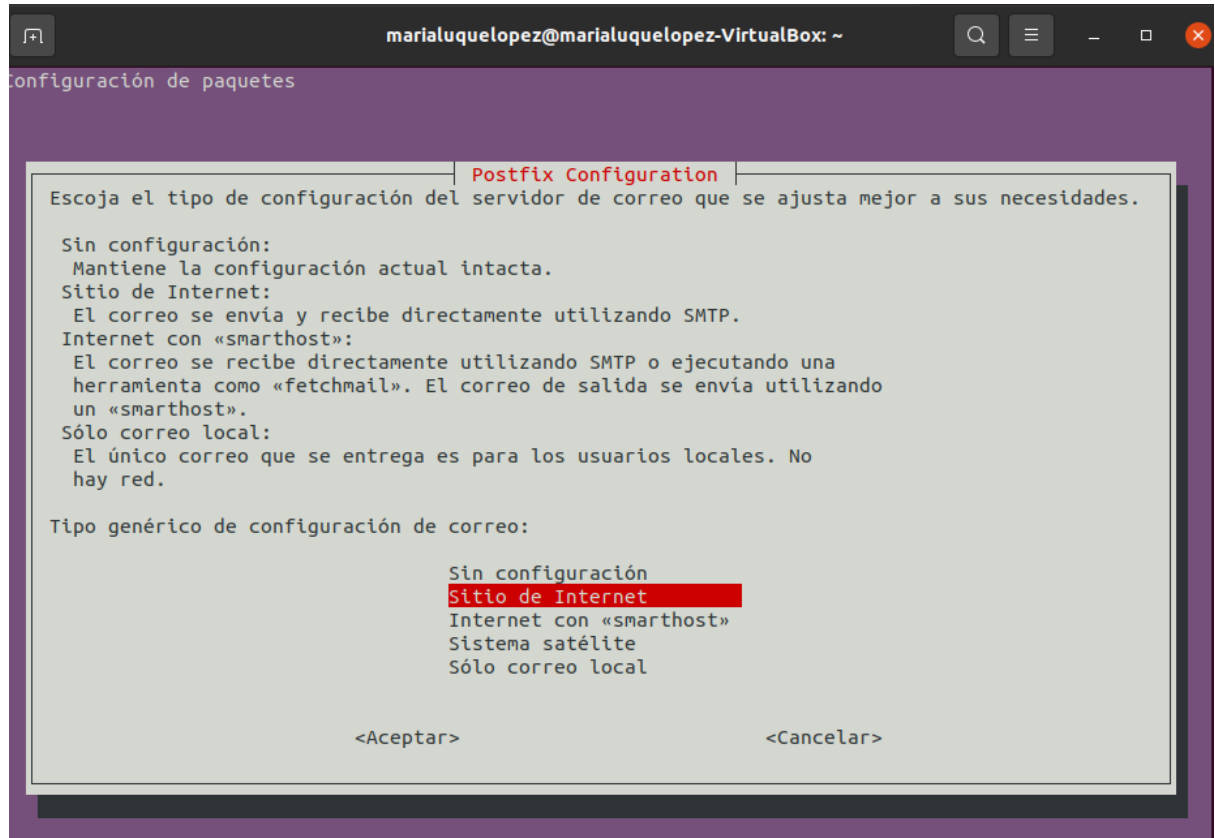 marialuquelopez@marialuquelopez-VirtualBox: ~
Configuración de paquetes
Postfix Configuration
Escoja el tipo de configuración del servidor de correo que se ajusta mejor a sus necesidades.
Sin configuración:
Mantiene la configuración actual intacta.
Sitio de Internet:
El correo se envía y recibe directamente utilizando SMTP.
Internet con «smarthost»:
El correo se recibe directamente utilizando SMTP o ejecutando una
herramienta como «fetchmail». El correo de salida se envía utilizando
un «smarthost».
Sólo correo local:
El único correo que se entrega es para los usuarios locales. No
hay red.
Tipo genérico de configuración de correo:
Sin configuración
Sitio de Internet
Internet con «smarthost»
Sistema satélite
Sólo correo local
<Aceptar> <Cancelar>